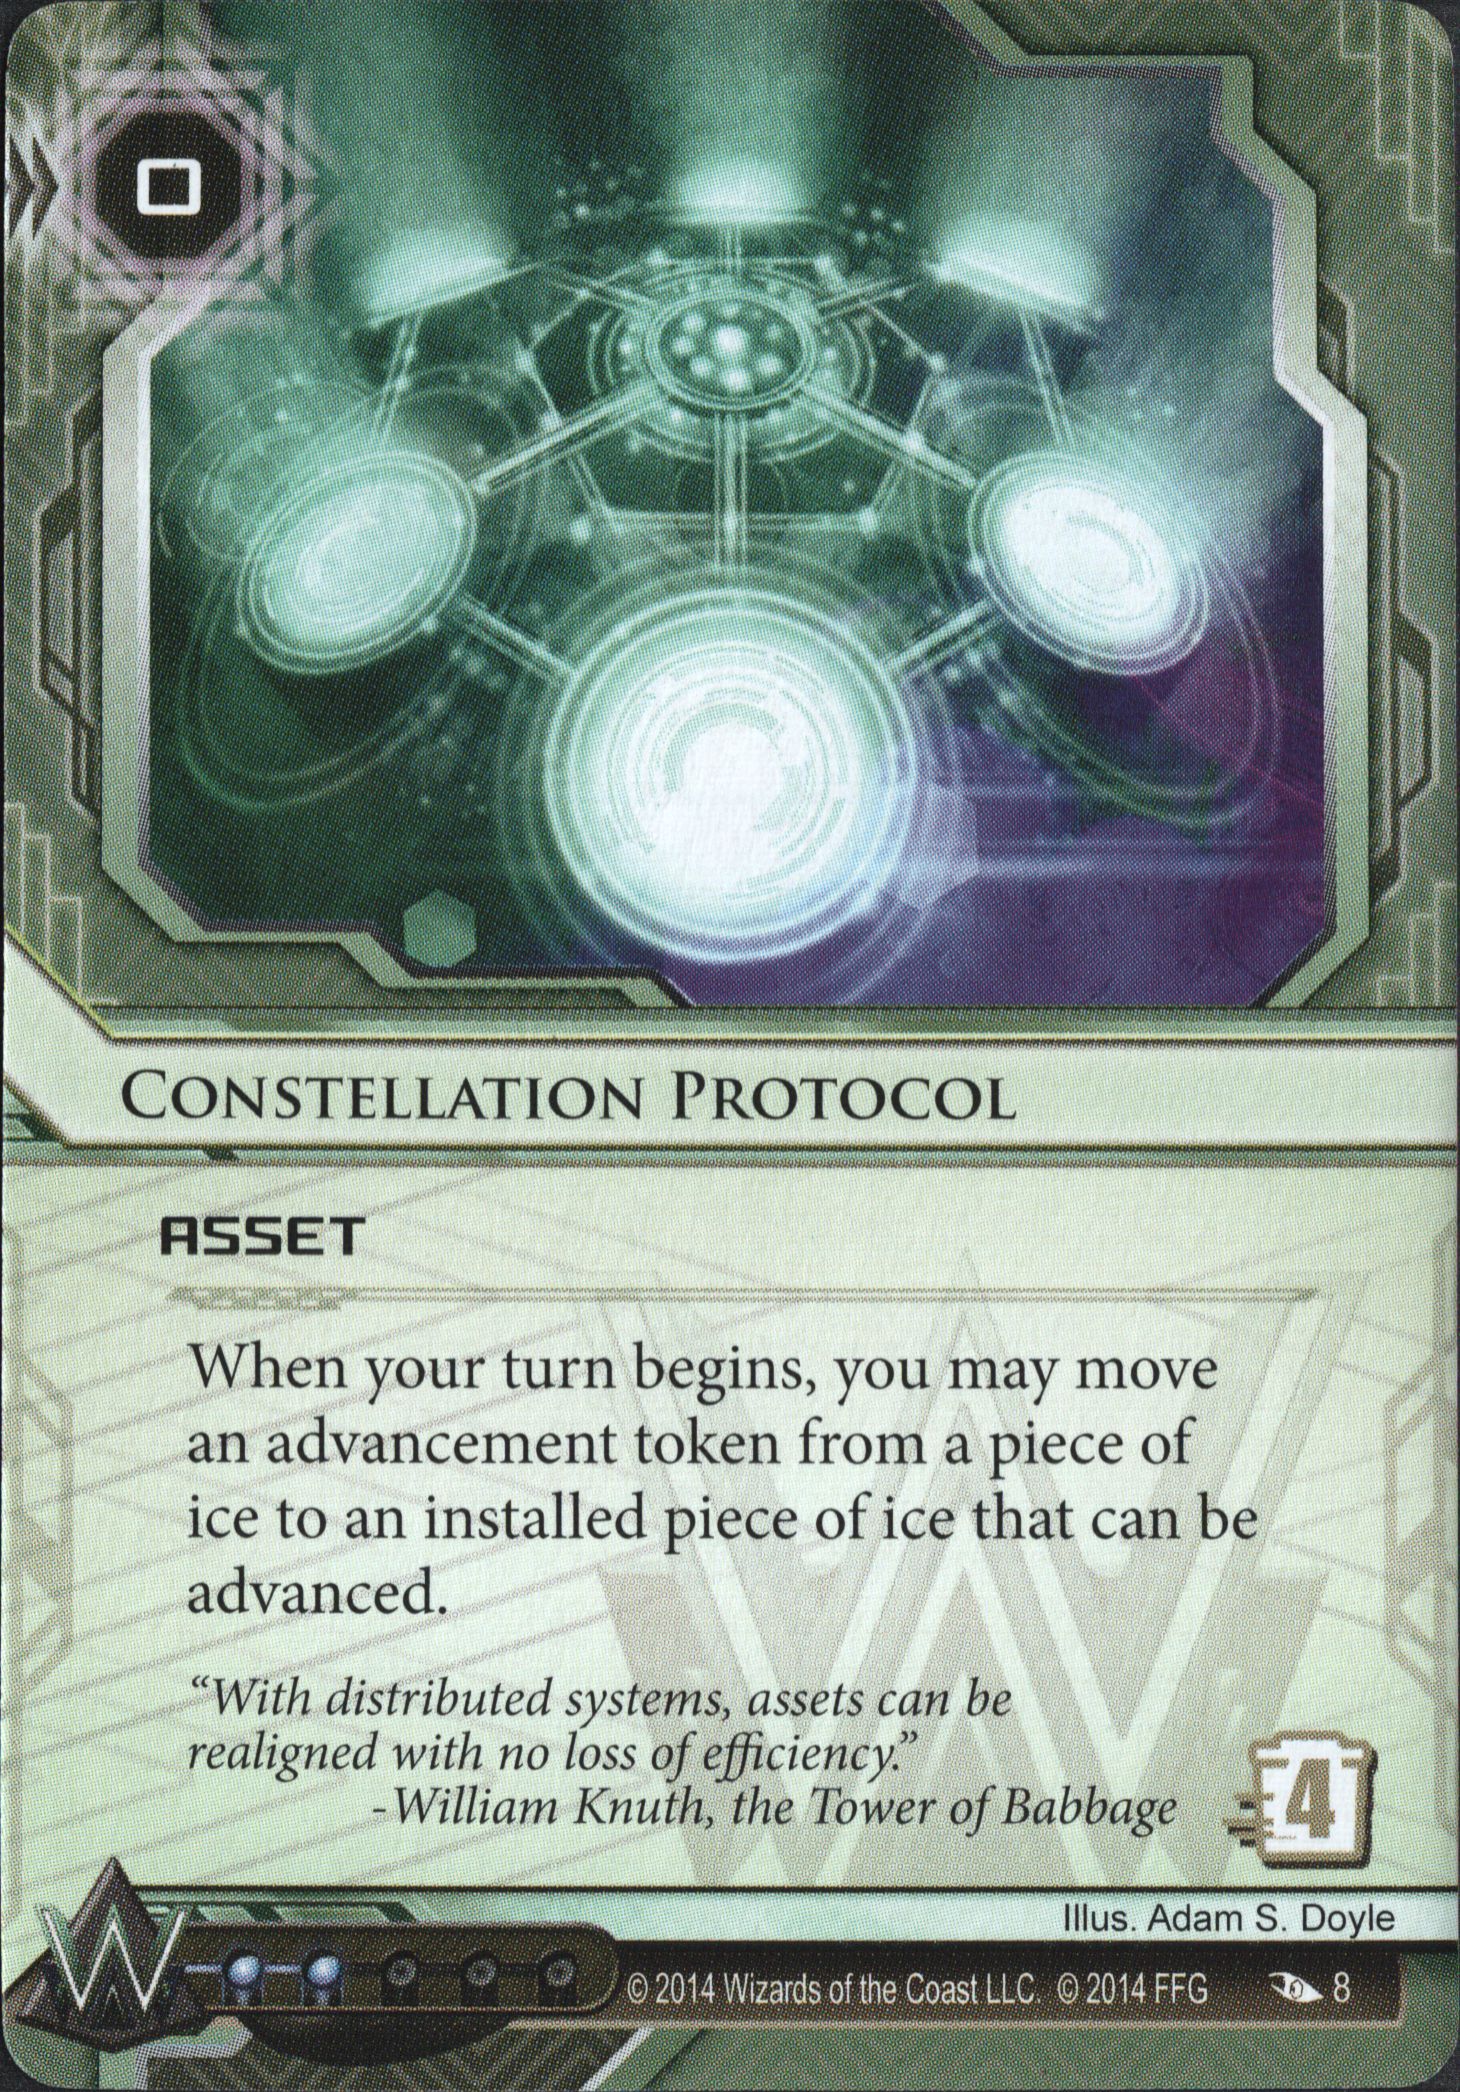 0
CONSTELLATION PROTOCOL
ASSET
When your turn begins, you may move
an advancement token from a piece of
ice to an installed piece of ice that can be
advanced.
“With distributed systems, assets can be
realigned with no loss of efficiency.”
-William Knuth, the Tower of Babbage
4
Illus. Adam S. Doyle
W
© 2014 Wizards of the Coast LLC. © 2014 FFG
8